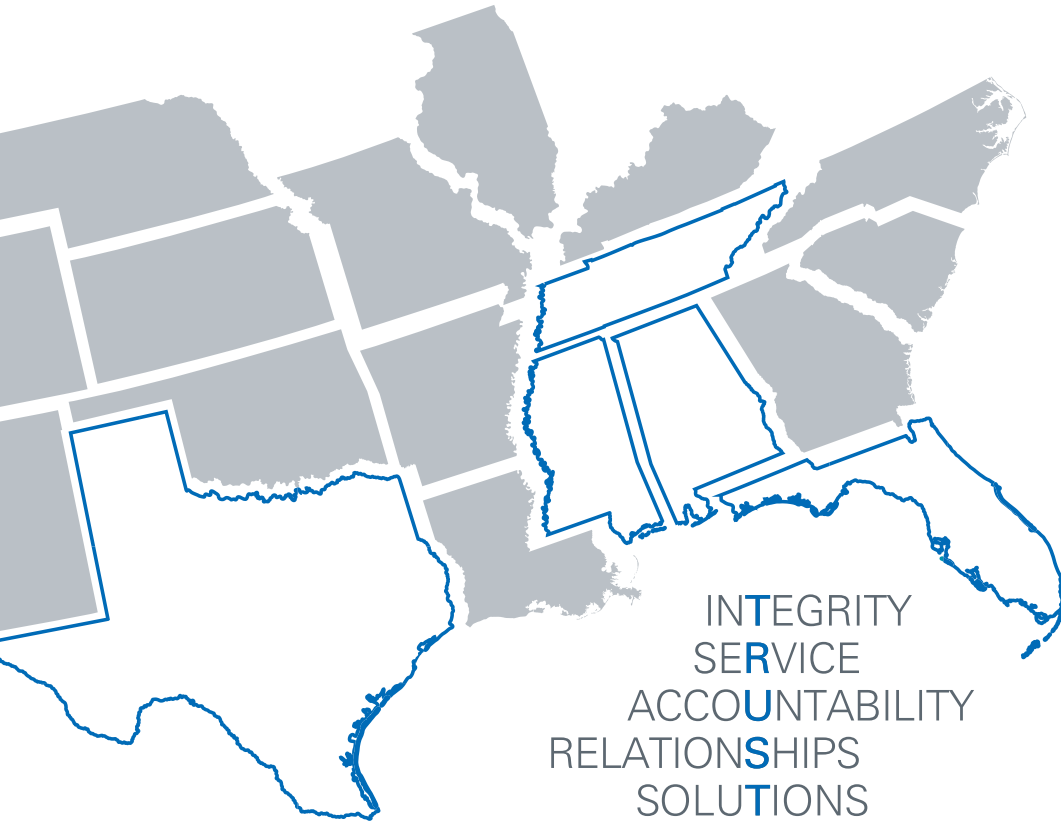 INTEGRITY
SERVICE
ACCOUNTABILITY
RELATIONSHIPS
SOLUTIONS